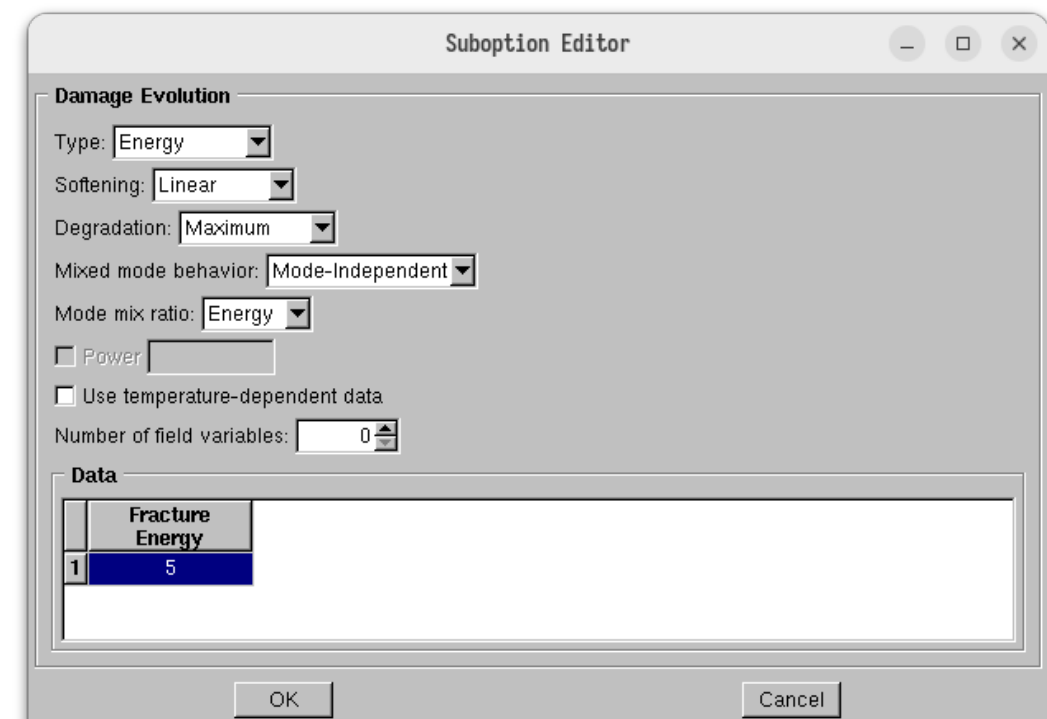 Suboption Editor
Damage Evolution
Type: Energy
Softening: Linear
Degradation: Maximum
Mixed mode behavior: Mode-Independent
Mode mix ratio: Energy
Power
Use temperature-dependent data
Number of field variables: 0
Data
Fracture
Energy
1 5
OK Cancel